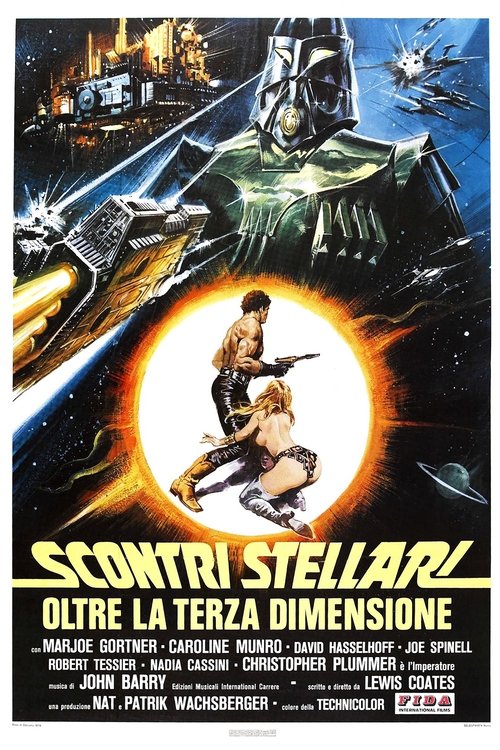 SCONTRI STELLARI
OLTRE LA TERZA DIMENSIONE
con MARJOE GORTNER · CAROLINE MUNRO · DAVID HASSELHOFF · JOE SPINELL
ROBERT TESSIER · NADIA CASSINI · CHRISTOPHER PLUMMER è l'Imperatore
musica di JOHN BARRY Edizioni Musicali International Carrere – scritto e diretto da LEWIS COATES
una produzione NAT e PATRIK WACHSBERGER · colore della TECHNICOLOR
FIDA
INTERNATIONAL FILMS